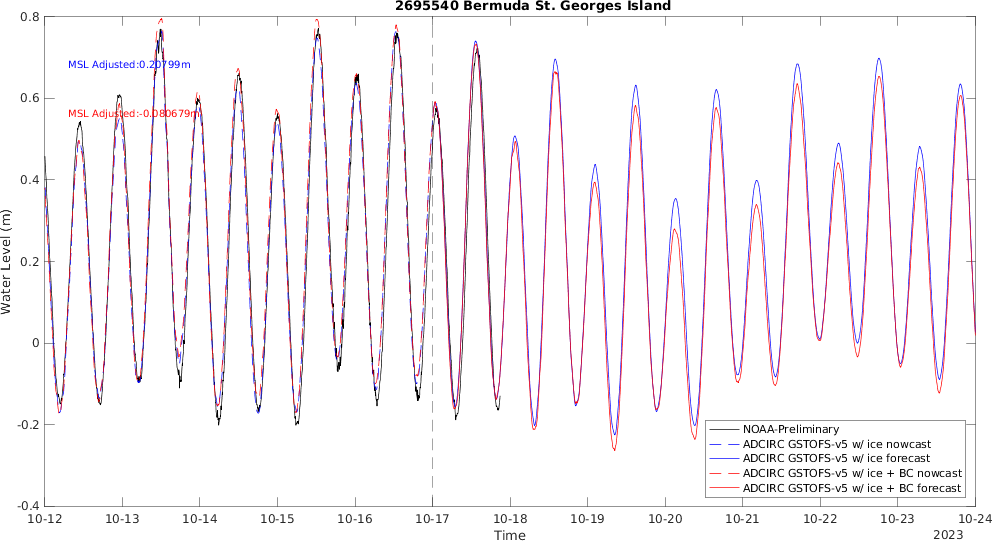 2695540 Bermuda St. Georges Island
Water Level (m)
0.8
0.6
0.4
0.2
0
-0.2
-0.4
MSL Adjusted:0.20799m
MSL Adjusted:-0.080679m
NOAA-Preliminary
ADCIRC GSTOFS-v5 w/ ice nowcast
ADCIRC GSTOFS-v5 w/ ice forecast
ADCIRC GSTOFS-v5 w/ ice + BC nowcast
ADCIRC GSTOFS-v5 w/ ice + BC forecast
10-12 10-13 10-14 10-15 10-16 10-17 10-18 10-19 10-20 10-21 10-22 10-23 10-24
Time
2023